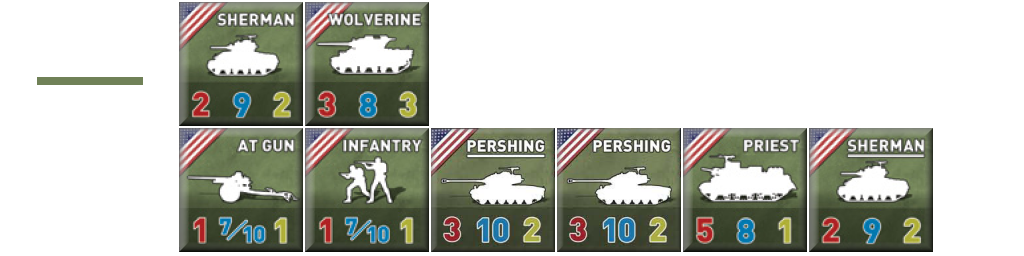 SHERMAN WOLVERINE
2 9 2 3 8 3
AT GUN INFANTRY PERSHING PERSHING PRIEST SHERMAN
1 7/10 1 1 7/10 1 3 10 2 3 10 2 5 8 1 2 9 2